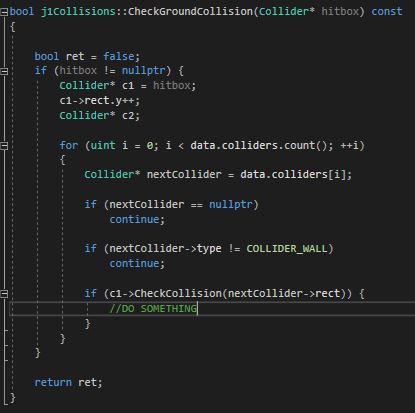 bool j1Collisions::CheckGroundCollision(Collider* hitbox) const
{
bool ret = false;
if (hitbox != nullptr) {
Collider* c1 = hitbox;
c1->rect.y++;
Collider* c2;
for (uint i = 0; i < data.colliders.count(); ++i)
{
Collider* nextCollider = data.colliders[i];
if (nextCollider == nullptr)
continue;
if (nextCollider->type != COLLIDER_WALL)
continue;
if (c1->CheckCollision(nextCollider->rect)) {
//DO SOMETHING
}
}
}
return ret;
}